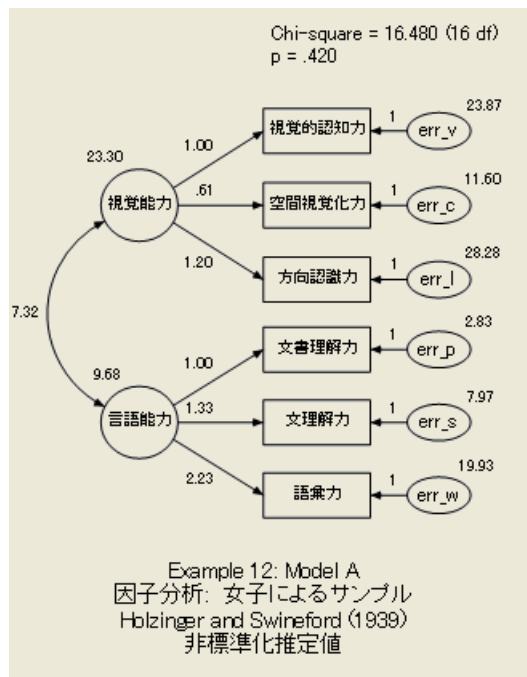 Chi-square = 16.480 (16 df)
p = .420
23.87
視覚的認知力
1
err_v
1.00
23.30
11.60
視覚能力
.61
空間視覚化力
1
err_c
28.28
1.20
方向認識力
1
err_l
7.32
2.83
文書理解力
1
err_p
1.00
9.68
7.97
言語能力
1.33
文理解力
1
err_s
19.93
2.23
語彙力
1
err_w
Example 12: Model A
因子分析: 女子によるサンプル
Holzinger and Swineford (1939)
非標準化推定値